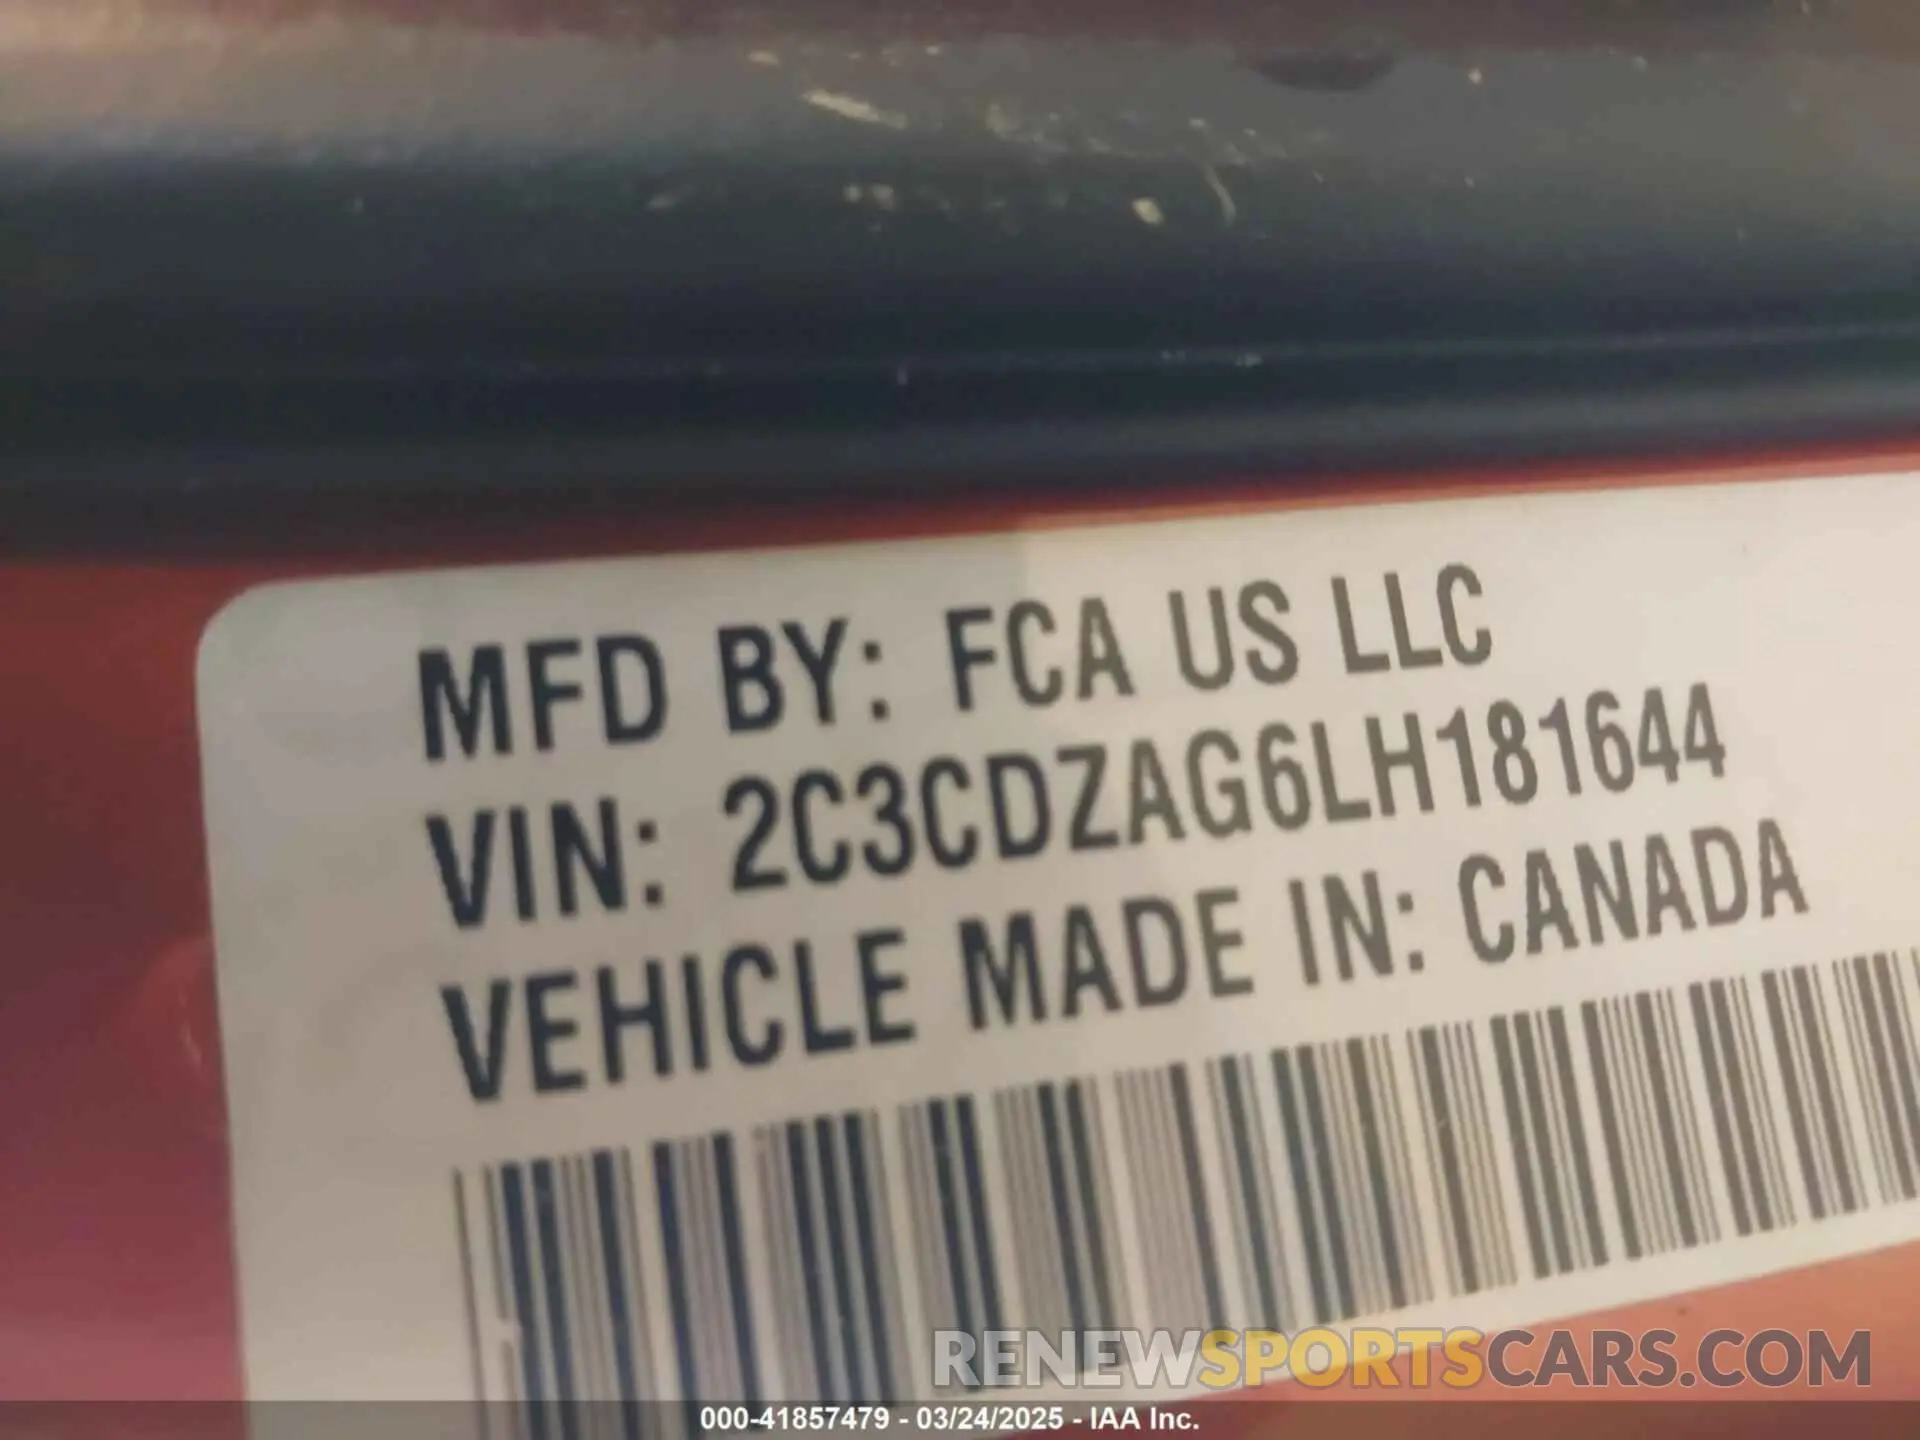 MFD BY: FCA US LLC
VIN: 2C3CDZAG6LH181644
VEHICLE MADE IN: CANADA
RENEWSPORTSCARS.COM
000-41857479 - 03/24/2025 - IAA Inc.